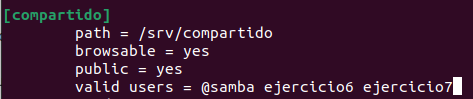 [compartido]
path = /srv/compartido
browsable = yes
public = yes
valid users = @samba ejercicio6 ejercicio7